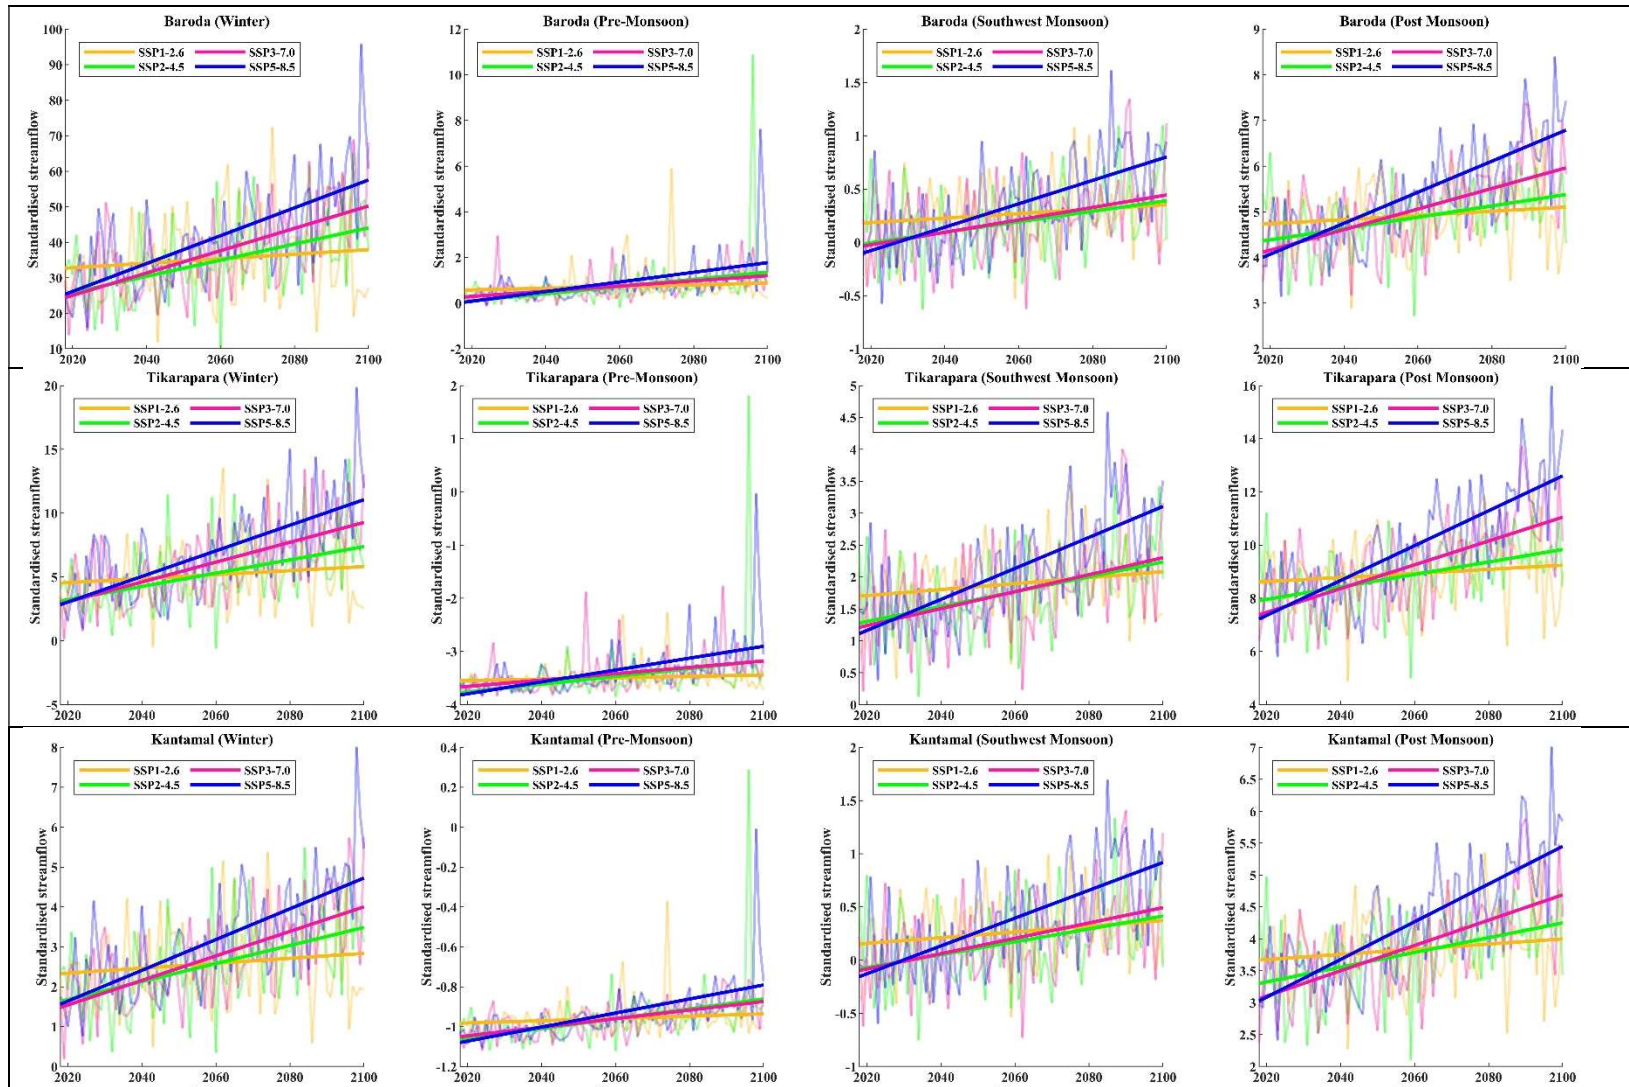 Baroda (Winter)
Standardised streamflow
100
90
80
70
60
50
40
30
20
10
2020 2040 2060 2080 2100
SSP1-2.6 SSP3-7.0
SSP2-4.5 SSP5-8.5
Baroda (Pre-Monsoon)
Standardised streamflow
12
10
8
6
4
2
0
-2
2020 2040 2060 2080 2100
SSP1-2.6 SSP3-7.0
SSP2-4.5 SSP5-8.5
Baroda (Southwest Monsoon)
Standardised streamflow
2
1.5
1
0.5
0
-0.5
-1
2020 2040 2060 2080 2100
SSP1-2.6 SSP3-7.0
SSP2-4.5 SSP5-8.5
Baroda (Post Monsoon)
Standardised streamflow
9
8
7
6
5
4
3
2
2020 2040 2060 2080 2100
SSP1-2.6 SSP3-7.0
SSP2-4.5 SSP5-8.5
Tikarapara (Winter)
Standardised streamflow
20
15
10
5
0
-5
2020 2040 2060 2080 2100
SSP1-2.6 SSP3-7.0
SSP2-4.5 SSP5-8.5
Tikarapara (Pre-Monsoon)
Standardised streamflow
2
1
0
-1
-2
-3
-4
2020 2040 2060 2080 2100
SSP1-2.6 SSP3-7.0
SSP2-4.5 SSP5-8.5
Tikarapara (Southwest Monsoon)
Standardised streamflow
5
4.5
4
3.5
3
2.5
2
1.5
1
0.5
0
2020 2040 2060 2080 2100
SSP1-2.6 SSP3-7.0
SSP2-4.5 SSP5-8.5
Tikarapara (Post Monsoon)
Standardised streamflow
16
14
12
10
8
6
4
2020 2040 2060 2080 2100
SSP1-2.6 SSP3-7.0
SSP2-4.5 SSP5-8.5
Kantamal (Winter)
Standardised streamflow
8
7
6
5
4
3
2
1
0
2020 2040 2060 2080 2100
SSP1-2.6 SSP3-7.0
SSP2-4.5 SSP5-8.5
Kantamal (Pre-Monsoon)
Standardised streamflow
0.4
0.2
0
-0.2
-0.4
-0.6
-0.8
-1
-1.2
2020 2040 2060 2080 2100
SSP1-2.6 SSP3-7.0
SSP2-4.5 SSP5-8.5
Kantamal (Southwest Monsoon)
Standardised streamflow
2
1.5
1
0.5
0
-0.5
-1
2020 2040 2060 2080 2100
SSP1-2.6 SSP3-7.0
SSP2-4.5 SSP5-8.5
Kantamal (Post Monsoon)
Standardised streamflow
7
6.5
6
5.5
5
4.5
4
3.5
3
2.5
2
2020 2040 2060 2080 2100
SSP1-2.6 SSP3-7.0
SSP2-4.5 SSP5-8.5